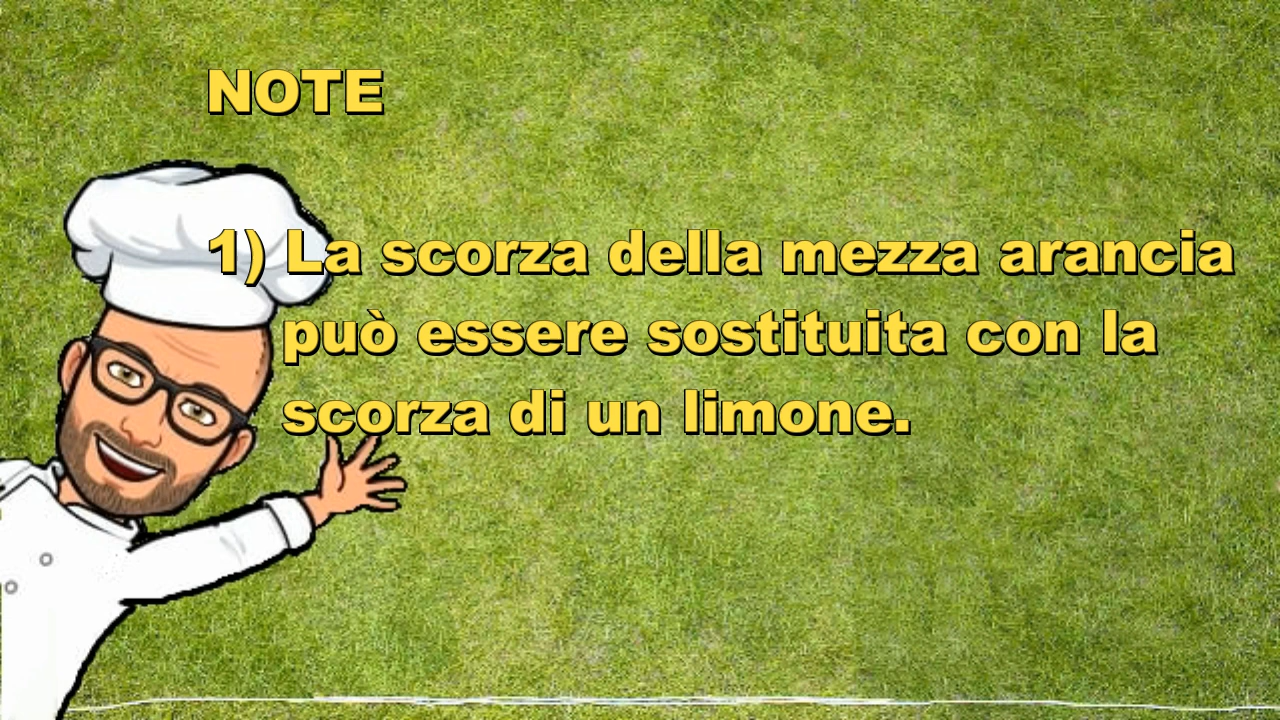 NOTE
1) La scorza della mezza arancia
può essere sostituita con la
scorza di un limone.